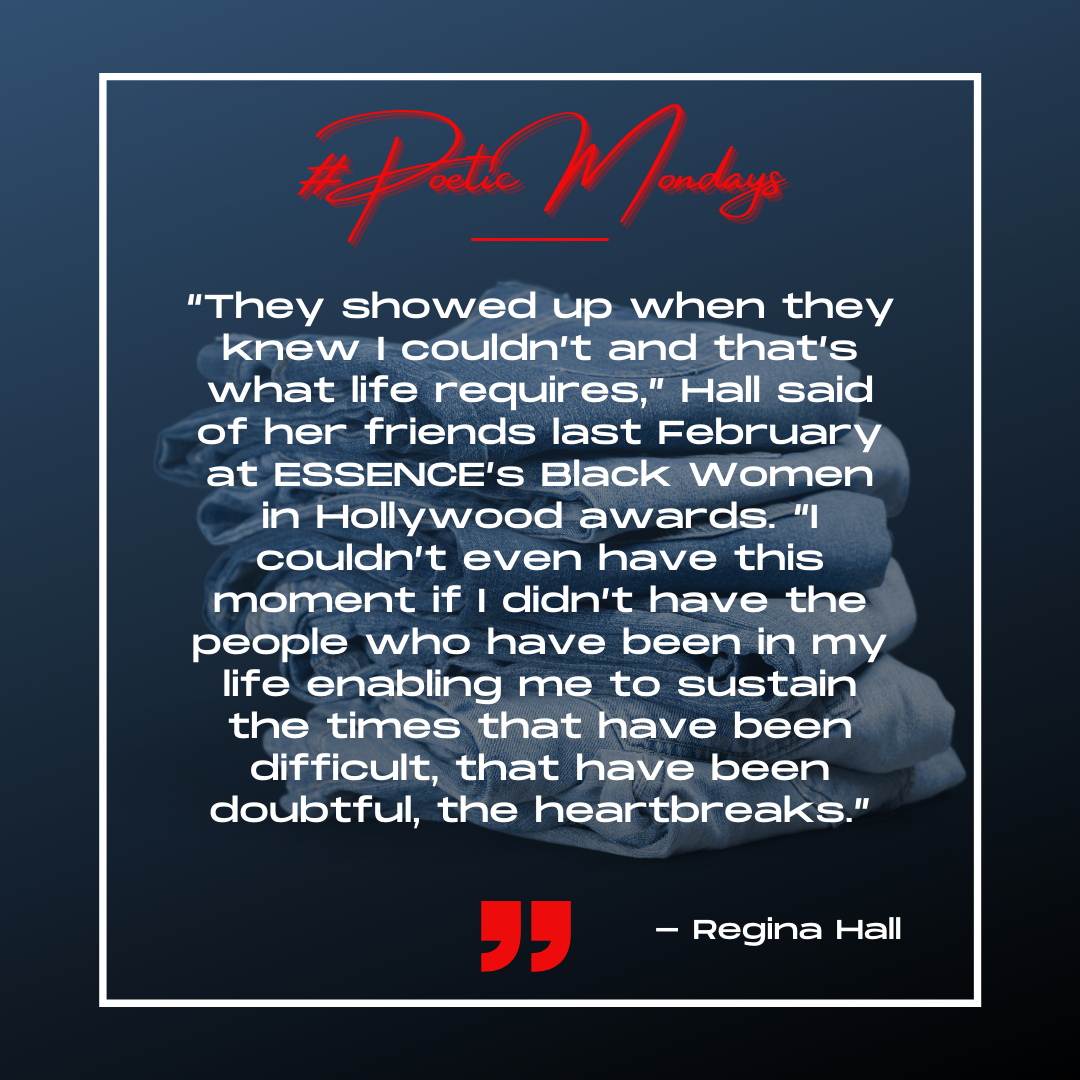 #Poetic Mondays
"They showed up when they
knew I couldn't and that's
what life requires," Hall said
of her friends last February
at ESSENCE's Black Women
in Hollywood awards. "I
couldn't even have this
moment if I didn't have the
people who have been in my
life enabling me to sustain
the times that have been
difficult, that have been
doubtful, the heartbreaks."
”
– Regina Hall